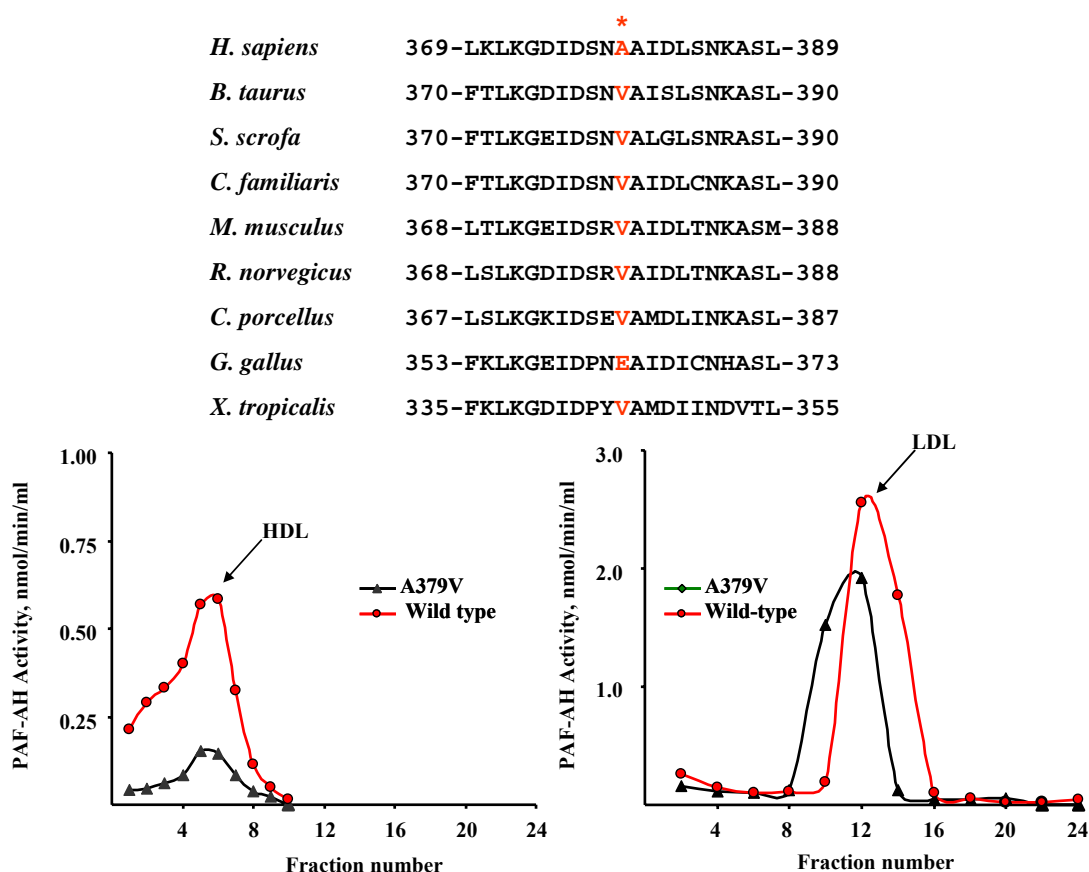 *
H. sapiens 369-LKLKGDIDSNAAIDLSNKASL-389
B. taurus 370-FTLKGDIDSNVAISLSNKASL-390
S. scrofa 370-FTLKGEIDSNVALGLSNRASL-390
C. familiaris 370-FTLKGDIDSNVAIDLCNKASL-390
M. musculus 368-LTLKGEIDSRVAIDLTNKASM-388
R. norvegicus 368-LSLKGDIDSRVAIDLTNKASL-388
C. porcellus 367-LSLKGKIDSEVAMDLINKASL-387
G. gallus 353-FKLKGEIDPNEAIDICNHASL-373
X. tropicalis 335-FKLKGDIDPYVAMDIINDVTL-355
PAF-AH Activity, nmol/min/ml
1.00
0.75
0.50
0.25
HDL
A379V
Wild type
4 8 12 16 20 24
Fraction number
PAF-AH Activity, nmol/min/ml
3.0
2.0
1.0
LDL
A379V
Wild-type
4 8 12 16 20 24
Fraction number